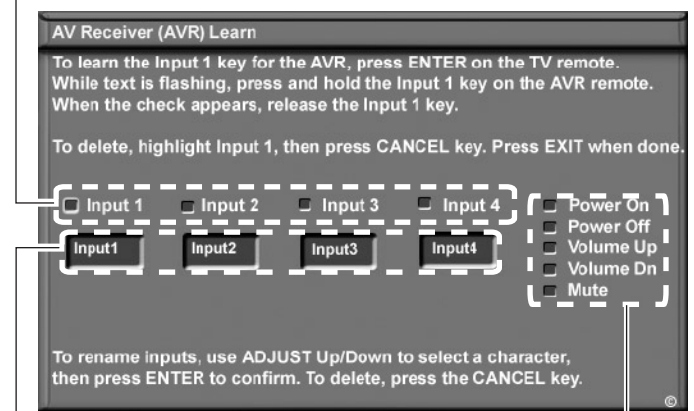 AV Receiver (AVR) Learn
To learn the Input 1 key for the AVR, press ENTER on the TV remote.
While text is flashing, press and hold the Input 1 key on the AVR remote.
When the check appears, release the Input 1 key.
To delete, highlight Input 1, then press CANCEL key. Press EXIT when done.
Input 1 Input 2 Input 3 Input 4
Input1 Input2 Input3 Input4
Power On
Power Off
Volume Up
Volume Dn
Mute
To rename inputs, use ADJUST Up/Down to select a character,
then press ENTER to confirm. To delete, press the CANCEL key.
©